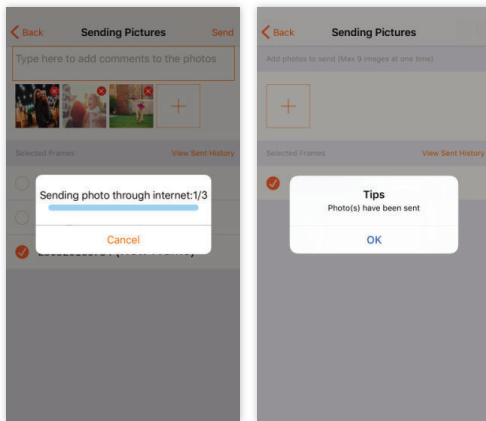 Back Sending Pictures Send
Type here to add comments to the photos
Selected Frames View Sent History
Sending photo through internet:1/3
Cancel
Back Sending Pictures
Add photos to send (Max 9 images at one time)
Selected Frames View Sent History
Tips
Photo(s) have been sent
OK